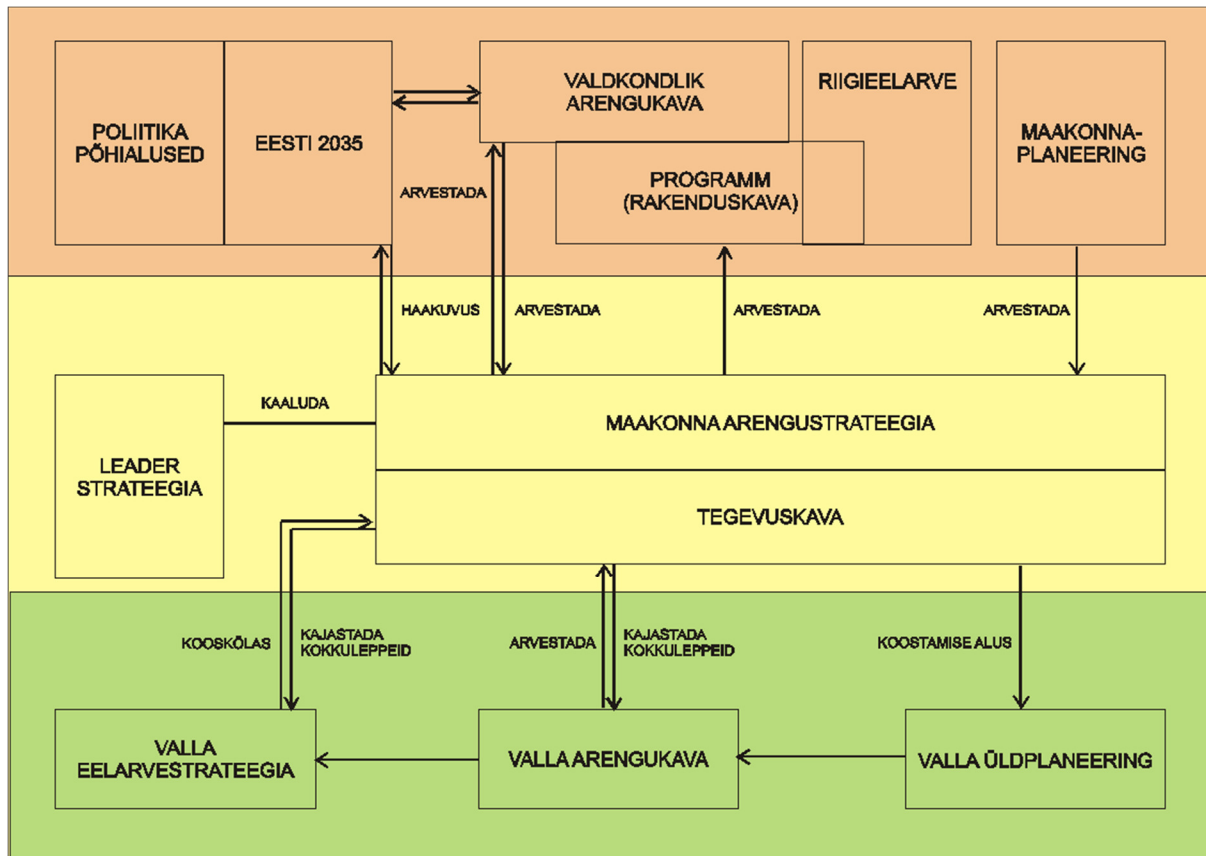 POLIITIKA
PÕHIALUSED
EESTI 2035
VALDKONDLIK
ARENGUKAVA
RIIGIEELARVE
MAAKONNA-
PLANEERING
PROGRAMM
(RAKENDUSKAVA)
ARVESTADA
HAAKUVUS
ARVESTADA
ARVESTADA
ARVESTADA
KAALUDA
LEADER
STRATEEGIA
MAAKONNA ARENGUSTRATEEGIA
TEGEVUSKAVA
KOOSKÕLAS
KAJASTADA
KOKKULEPPEID
ARVESTADA
KAJASTADA
KOKKULEPPEID
KOOSTAMISE ALUS
VALLA
EELARVESTRATEEGIA
VALLA ARENGUKAVA
VALLA ÜLDPLANEERING